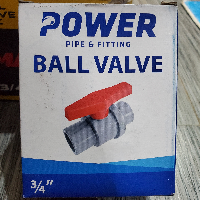 POWER
PIPE & FITTING
BALL VALVE
3/4"